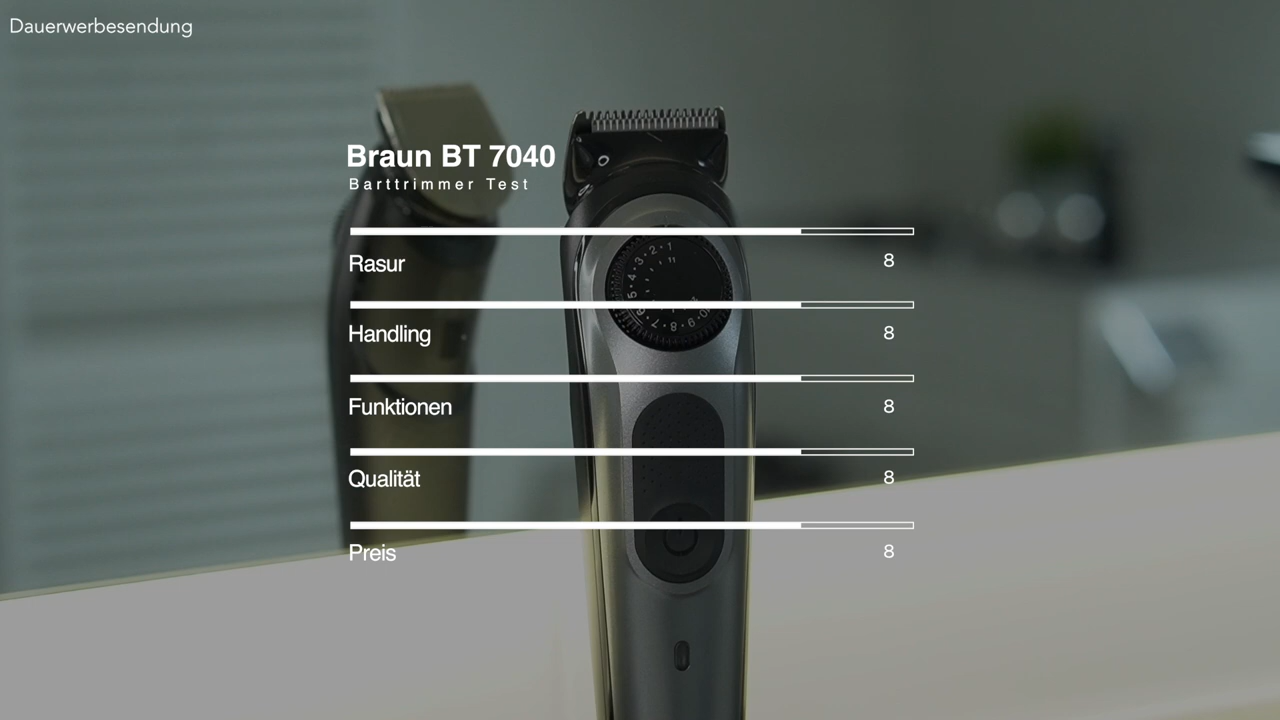 Dauerwerbesendung
Braun BT 7040
Barttrimmer Test
Rasur 8
Handling 8
Funktionen 8
Qualität 8
Preis 8